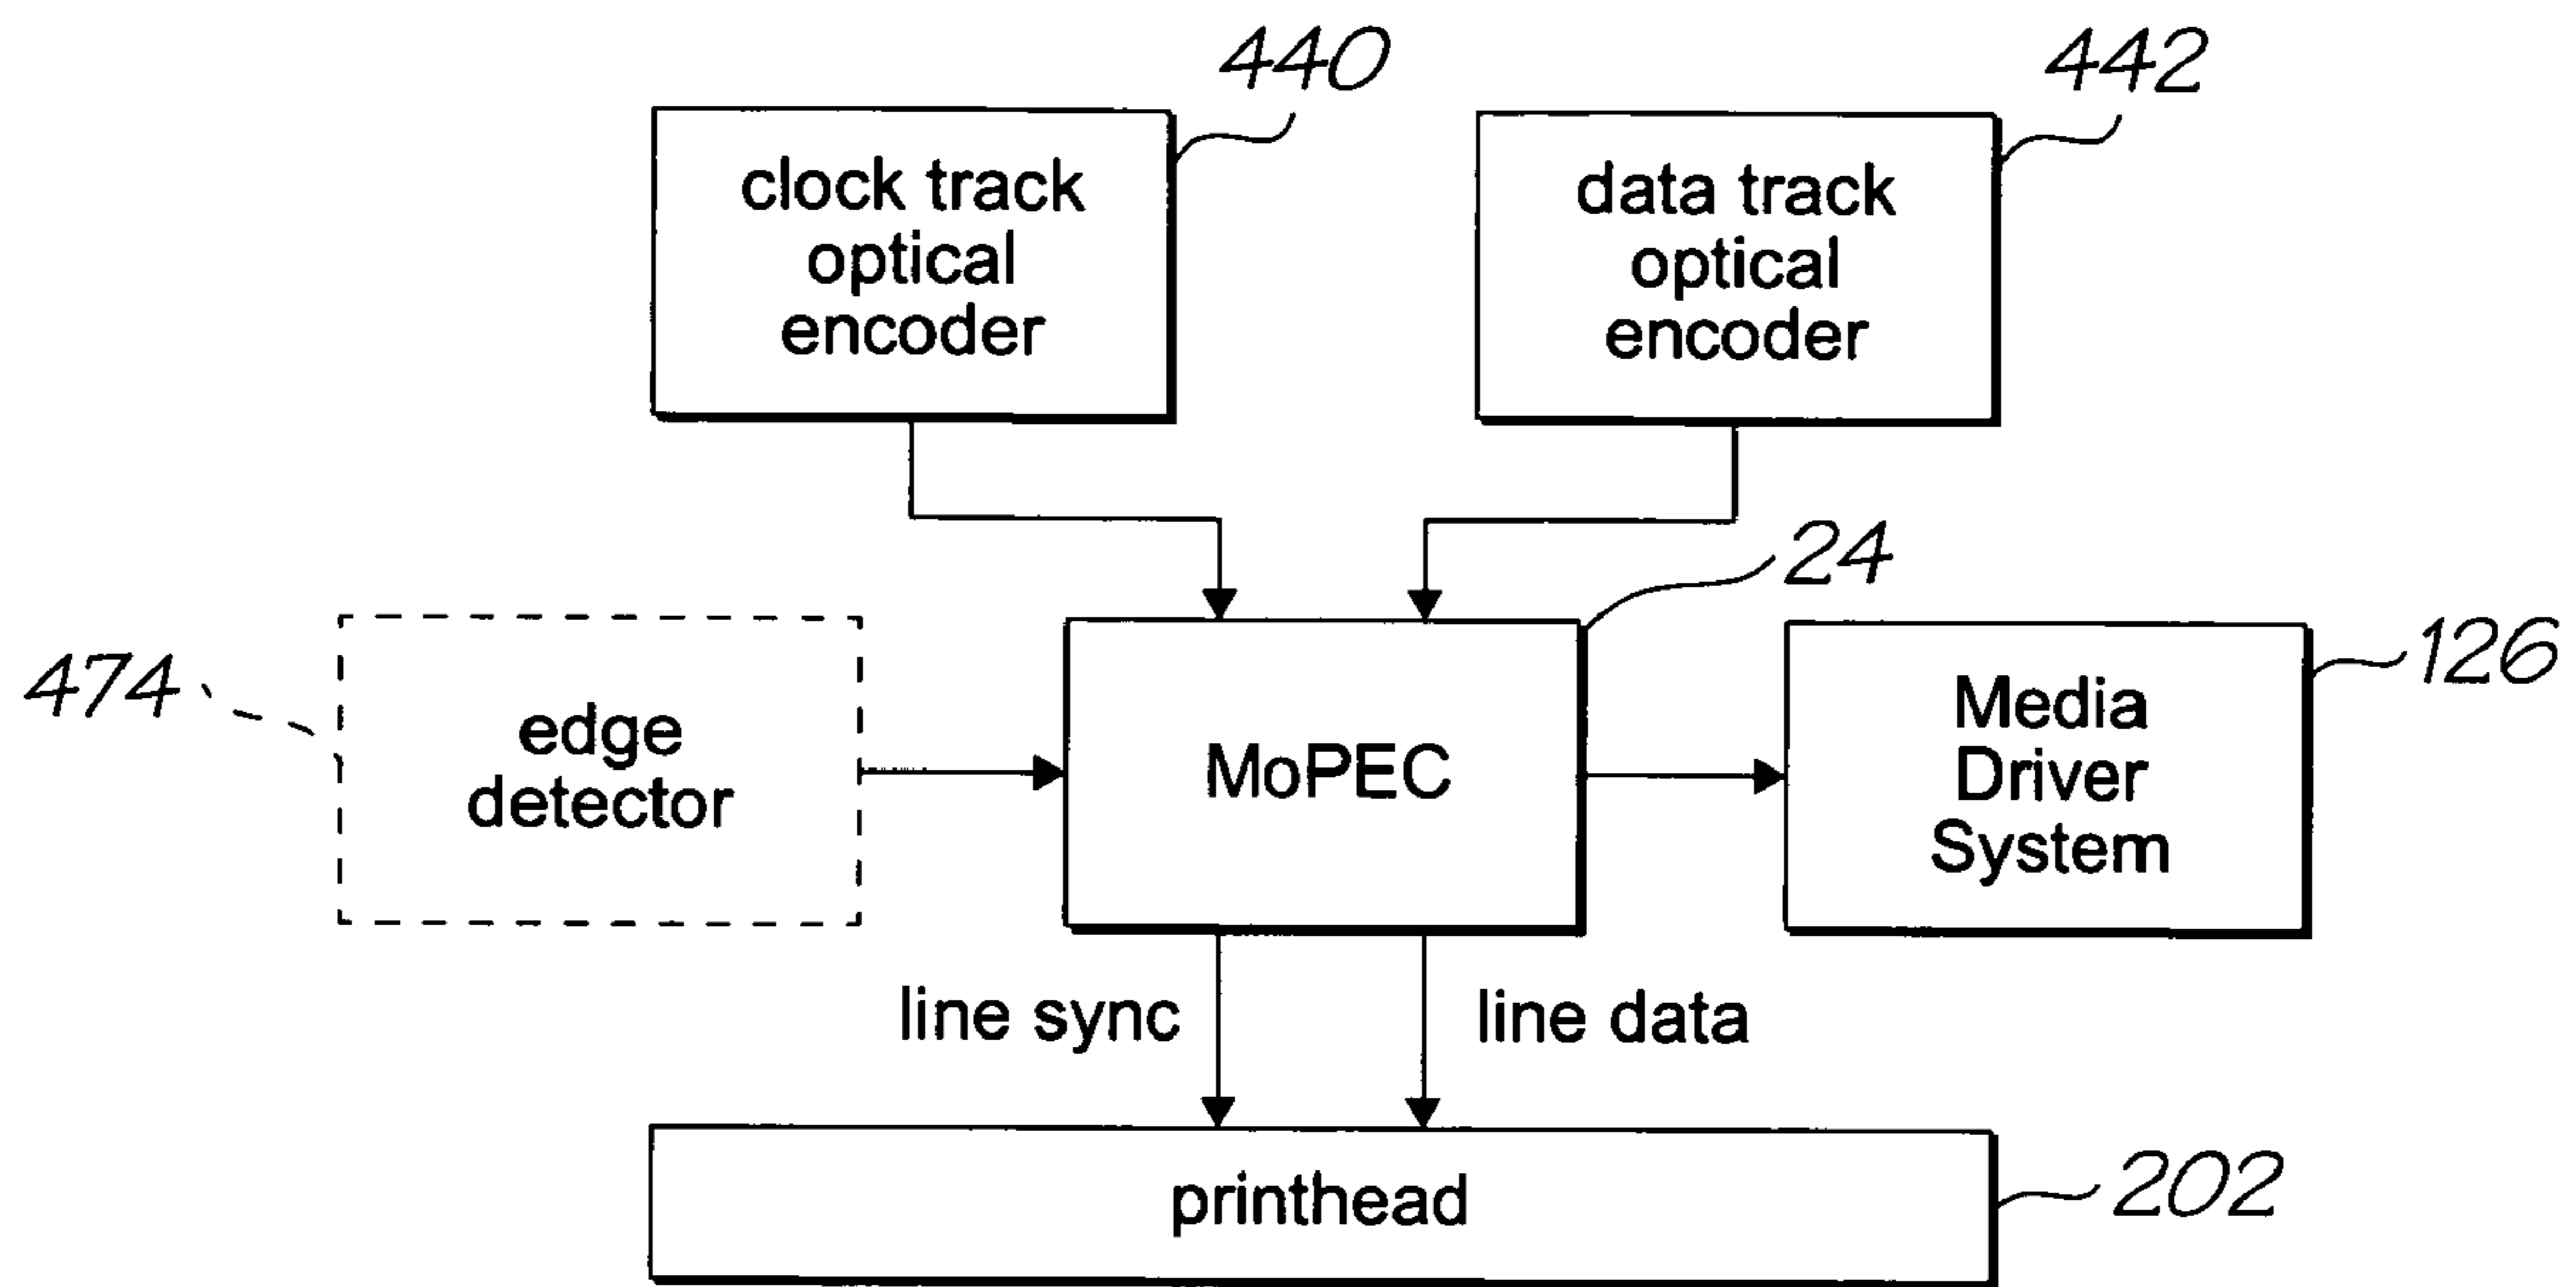 440
442
clock track
optical
encoder
data track
optical
encoder
24
474
edge
detector
MoPEC
126
Media
Driver
System
line sync
line data
printhead
202